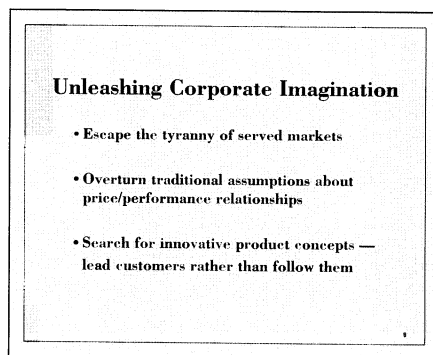 Unleashing Corporate Imagination
• Escape the tyranny of served markets
• Overturn traditional assumptions about
price/performance relationships
• Search for innovative product concepts —
lead customers rather than follow them